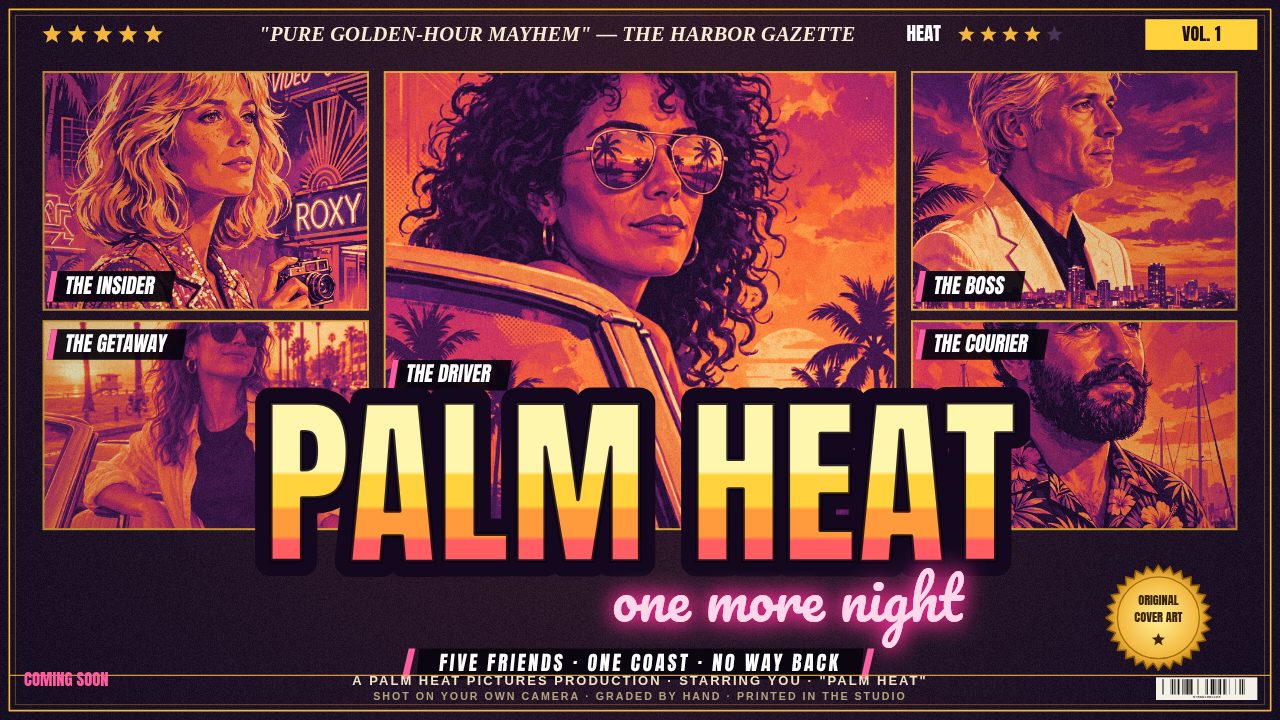 "PURE GOLDEN-HOUR MAYHEM" — THE HARBOR GAZETTE
HEAT
VOL. 1
VIDEO
ROXY
THE INSIDER
THE BOSS
THE GETAWAY
THE COURIER
THE DRIVER
PALM HEAT
one more night
ORIGINAL
COVER ART
FIVE FRIENDS · ONE COAST · NO WAY BACK
COMING SOON
A PALM HEAT PICTURES PRODUCTION · STARRING YOU · "PALM HEAT"
SHOT ON YOUR OWN CAMERA · GRADED BY HAND · PRINTED IN THE STUDIO